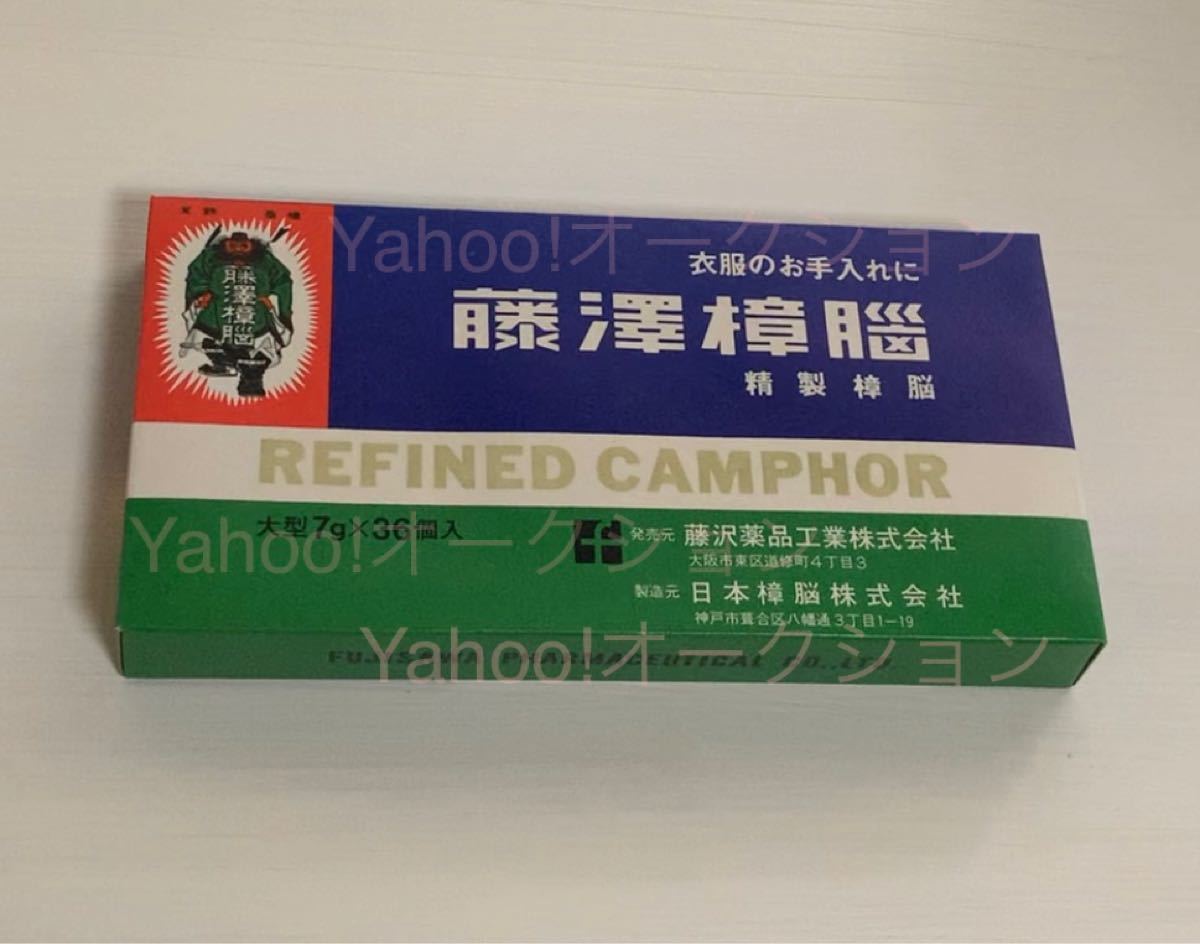 Yahoo!オークション
衣服のお手入れに
藤澤樟脳
藤澤樟腦
精製樟脳
REFINED CAMPHOR
大型7g×36個入
発売元 藤沢薬品工業株式会社
大阪市東区道修町4丁目3
Yahoo!オークション
製造元 日本樟脳株式会社
神戸市葺合区八幡通3丁目1-19
FUJISAWA PHARMACEUTICAL CO.,LTD.
Yahoo!オークション